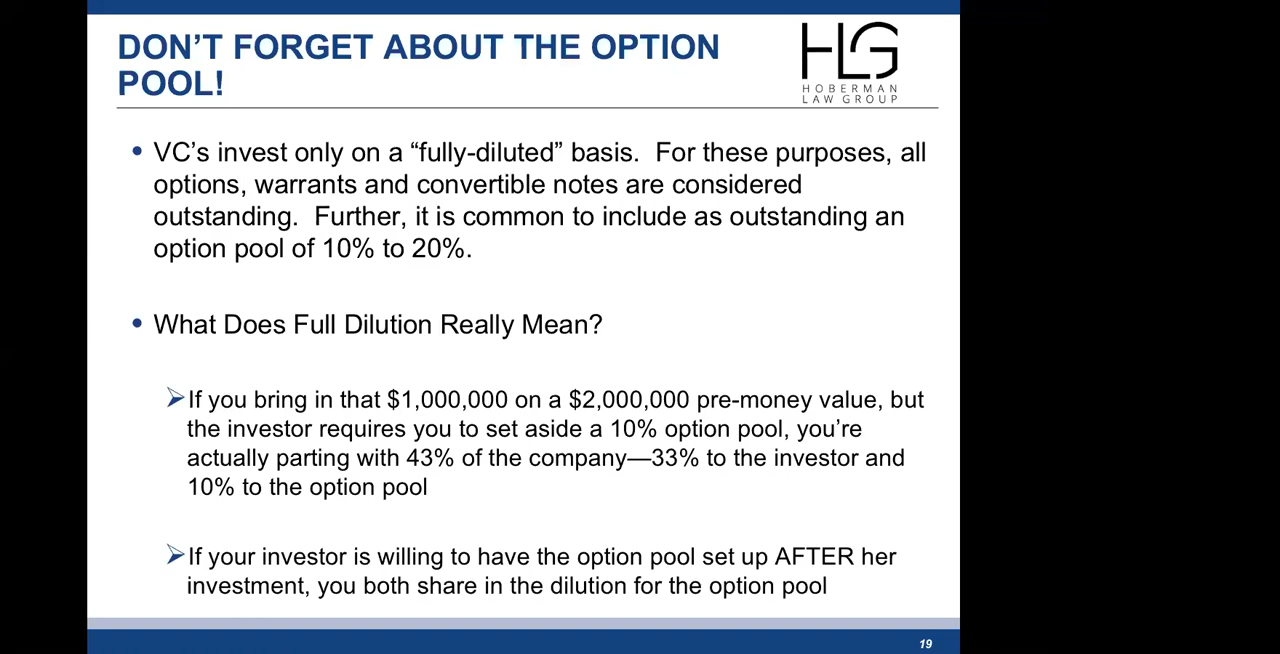 DON’T FORGET ABOUT THE OPTION
POOL!
HLG
HOBERMAN
LAW GROUP
• VC’s invest only on a “fully-diluted” basis.  For these purposes, all
options, warrants and convertible notes are considered
outstanding.  Further, it is common to include as outstanding an
option pool of 10% to 20%.
• What Does Full Dilution Really Mean?
➢If you bring in that $1,000,000 on a $2,000,000 pre-money value, but
the investor requires you to set aside a 10% option pool, you’re
actually parting with 43% of the company—33% to the investor and
10% to the option pool
➢If your investor is willing to have the option pool set up AFTER her
investment, you both share in the dilution for the option pool
19